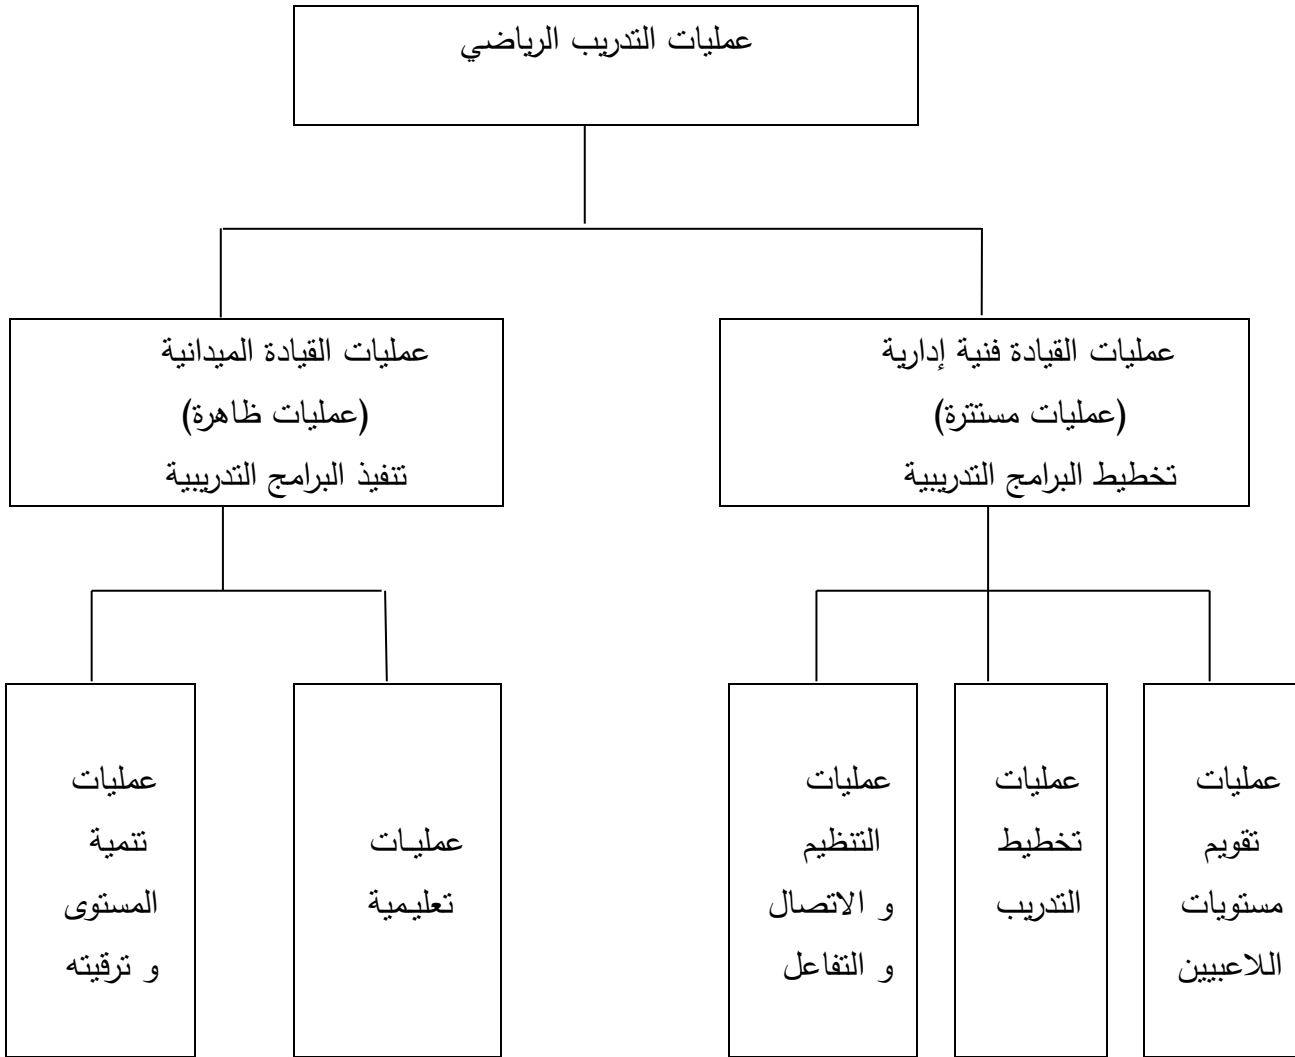 عمليات التدريب الرياضي
عمليات القيادة فنية إدارية
(عمليات مستترة)
تخطيط البرامج التدريبية
عمليات القيادة الميدانية
(عمليات ظاهرة)
تنفيذ البرامج التدريبية
عمليات
تقويم
مستويات
اللاعبيين
عمليات
تخطيط
التدريب
عمليات
التنظيم
و الاتصال
و التفاعل
عمليـات
تعليـمية
عمليات
تنمية
المستوى
و ترقيته